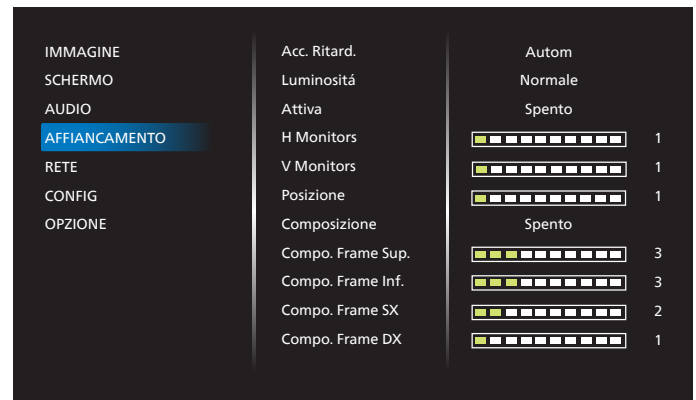 IMMAGINE
SCHERMO
AUDIO
AFFIANCAMENTO
RETE
CONFIG
OPZIONE
Acc. Ritard. Autom
Luminositá Normale
Attiva Spento
H Monitors 1
V Monitors 1
Posizione 1
Composizione Spento
Compo. Frame Sup. 3
Compo. Frame Inf. 3
Compo. Frame SX 2
Compo. Frame DX 1